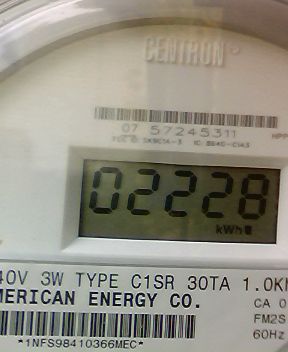 CENTRON®
07 57245311
02228
kWh
40V 3W TYPE C1SR 30TA 1.0K
MERICAN ENERGY CO.
CA 0
FM2S
60Hz
*1NFS98410366MEC*